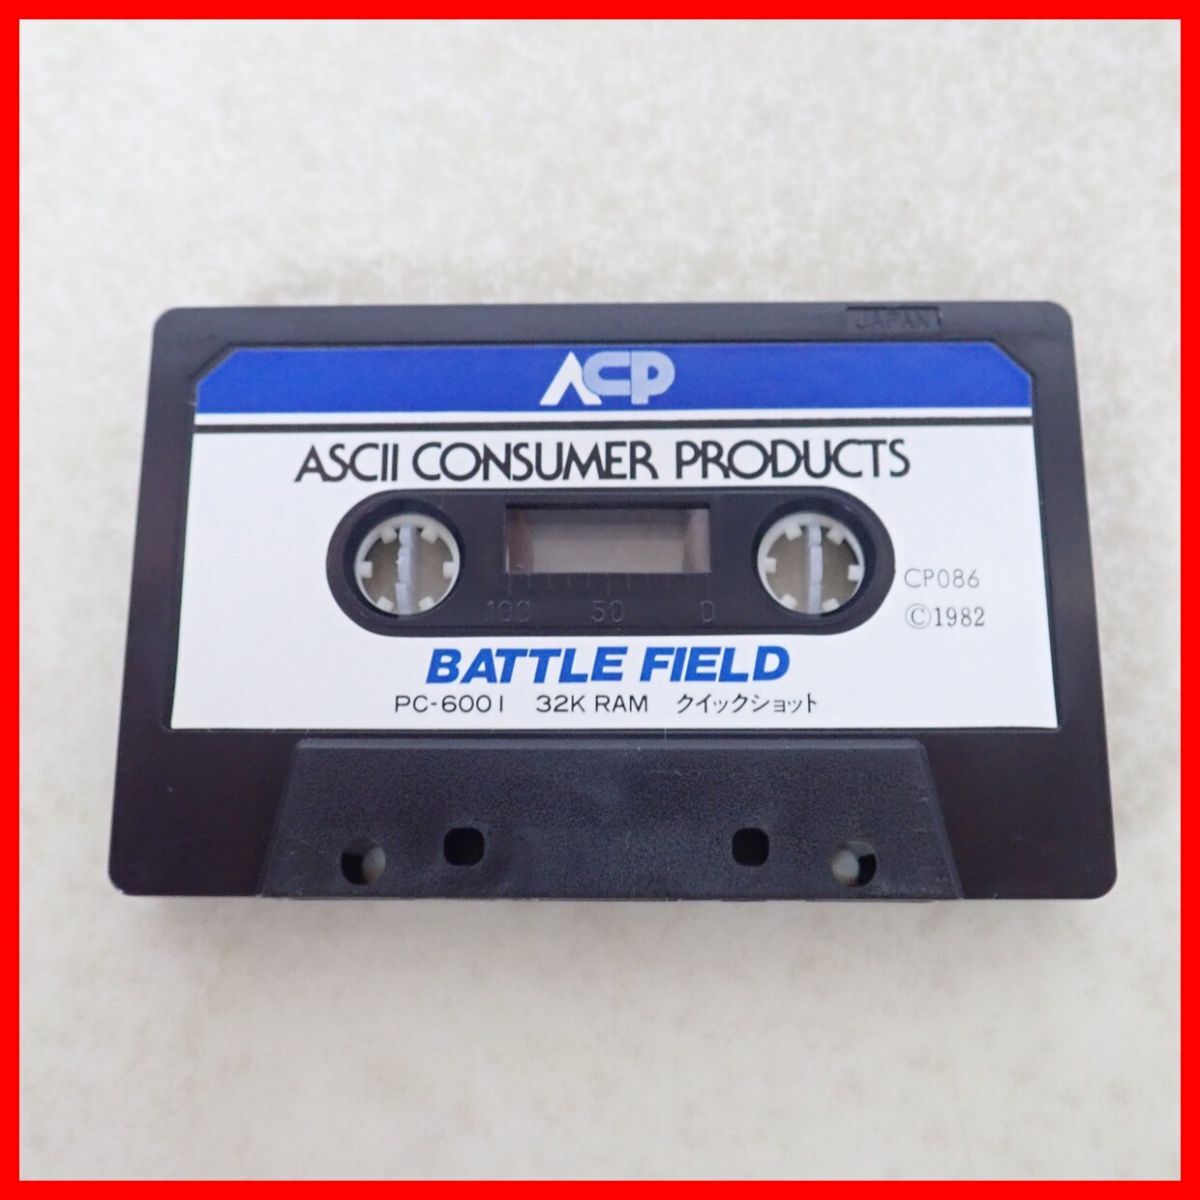 JAPAN
ACP
ASCII CONSUMER PRODUCTS
100 50 0
CP086
©1982
BATTLE FIELD
PC-6001 32K RAM クイックショット